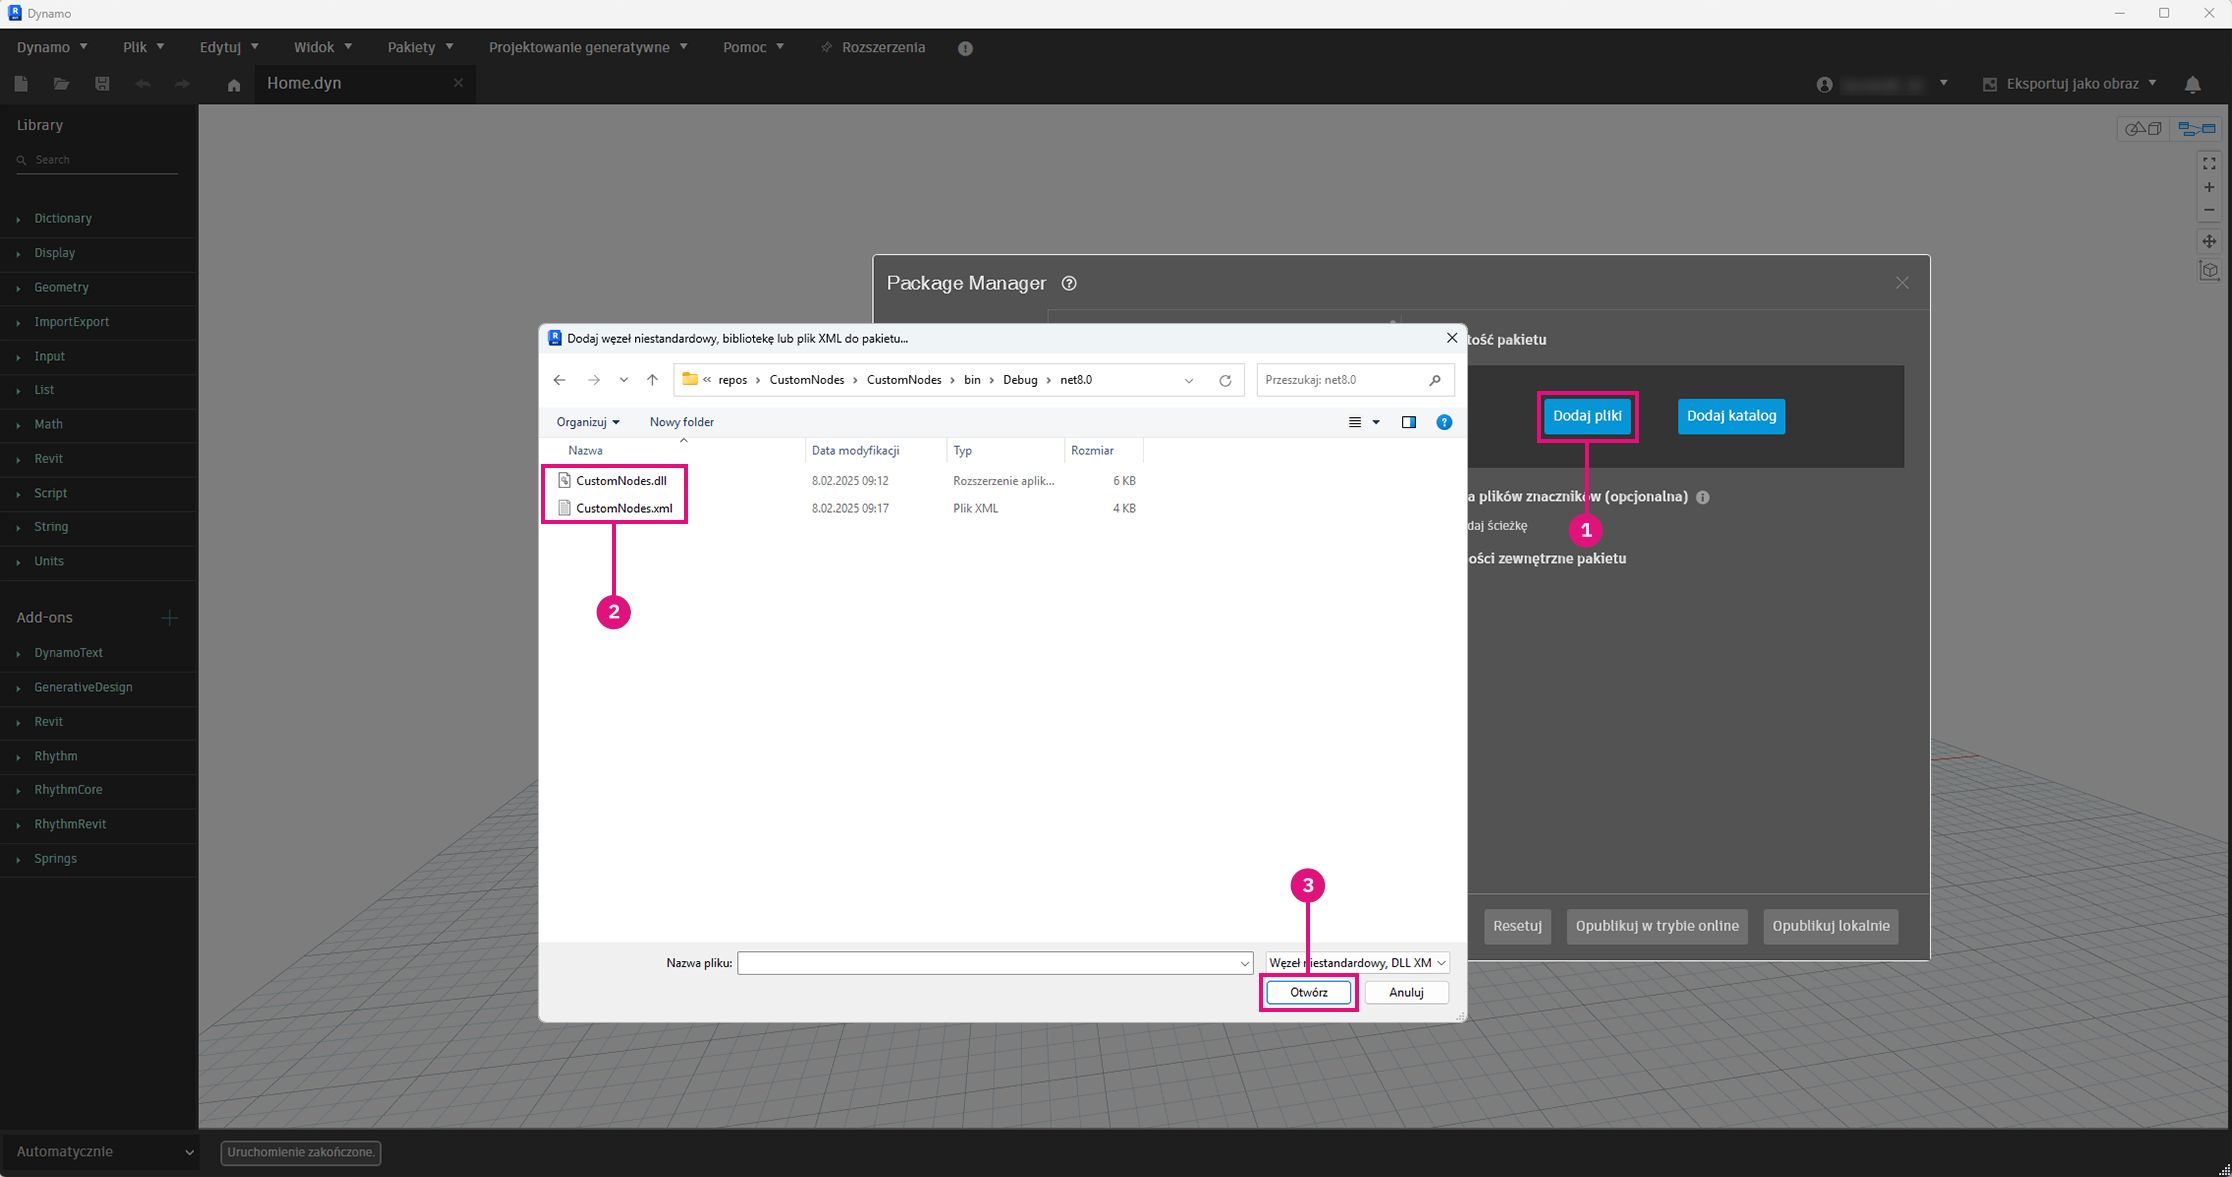 Dynamo
Dynamo Plik Edytuj Widok Pakiety Projektowanie generatywne Pomoc Rozszerzenia
Home.dyn
Eksportuj jako obraz
Library
Search
Dictionary
Display
Geometry
ImportExport
Input
List
Math
Revit
Script
String
Units
Add-ons
DynamoText
GenerativeDesign
Revit
Rhythm
RhythmCore
RhythmRevit
Springs
Package Manager
tość pakietu
Dodaj pliki Dodaj katalog
a plików znaczników (opcjonalna)
daj ścieżkę
ości zewnętrzne pakietu
1
Resetuj Opublikuj w trybie online Opublikuj lokalnie
Dodaj węzeł niestandardowy, bibliotekę lub plik XML do pakietu...
« repos › CustomNodes › CustomNodes › bin › Debug › net8.0
Przeszukaj: net8.0
Organizuj Nowy folder
Nazwa Data modyfikacji Typ Rozmiar
CustomNodes.dll 8.02.2025 09:12 Rozszerzenie aplik... 6 KB
CustomNodes.xml 8.02.2025 09:17 Plik XML 4 KB
2
3
Nazwa pliku: Węzeł niestandardowy, DLL XM
Otwórz Anuluj
Automatycznie Uruchomienie zakończone.